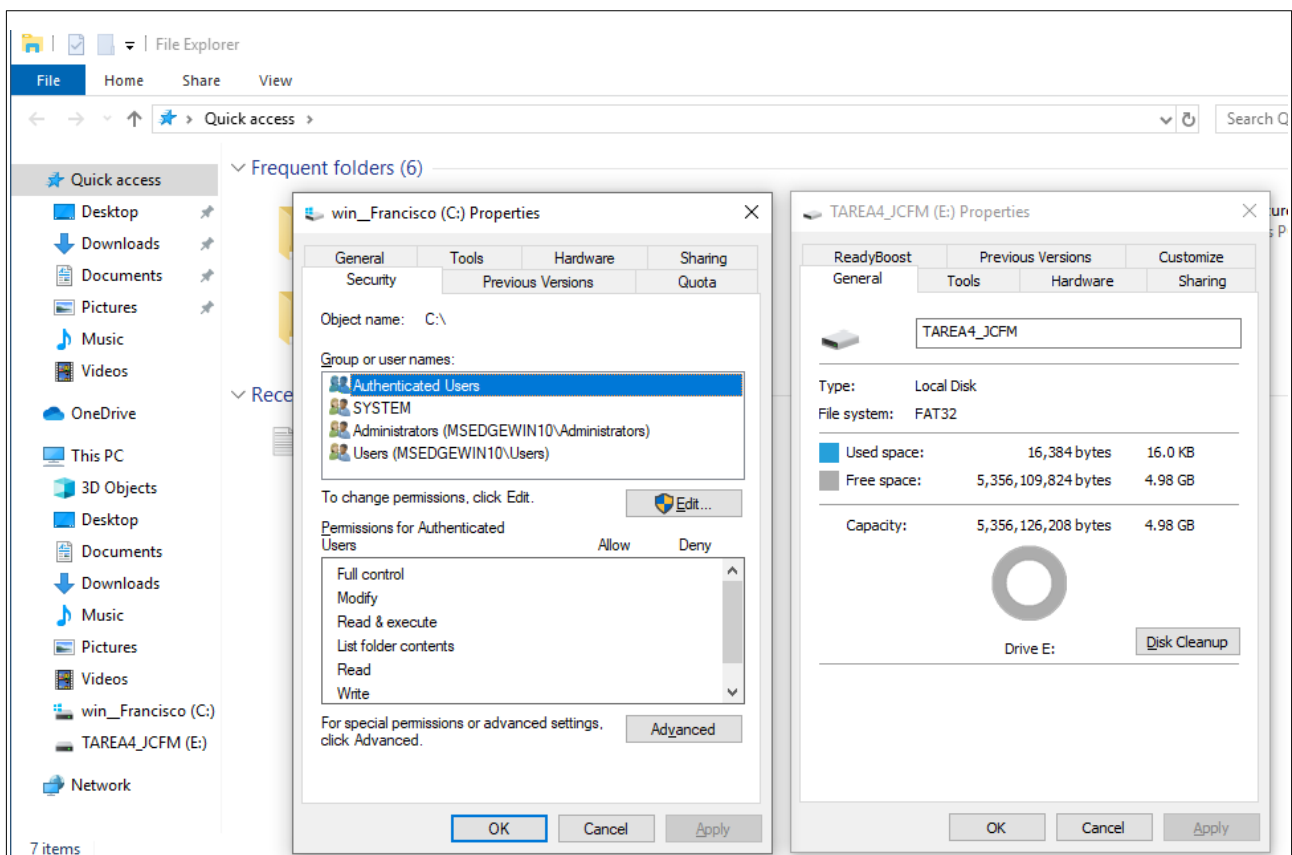 File Explorer
File Home Share View
Quick access
Search Q
Quick access
Desktop
Downloads
Documents
Pictures
Music
Videos
OneDrive
This PC
3D Objects
Desktop
Documents
Downloads
Music
Pictures
Videos
win__Francisco (C:)
TAREA4_JCFM (E:)
Network
7 items
Frequent folders (6)
Rece
win__Francisco (C:) Properties
General Tools Hardware Sharing
Security Previous Versions Quota
Object name: C:\
Group or user names:
Authenticated Users
SYSTEM
Administrators (MSEDGEWIN10\Administrators)
Users (MSEDGEWIN10\Users)
To change permissions, click Edit.
Edit...
Permissions for Authenticated
Users Allow Deny
Full control
Modify
Read & execute
List folder contents
Read
Write
For special permissions or advanced settings,
click Advanced.
Advanced
OK Cancel Apply
TAREA4_JCFM (E:) Properties
ReadyBoost Previous Versions Customize
General Tools Hardware Sharing
TAREA4_JCFM
Type: Local Disk
File system: FAT32
Used space: 16,384 bytes 16.0 KB
Free space: 5,356,109,824 bytes 4.98 GB
Capacity: 5,356,126,208 bytes 4.98 GB
Drive E:
Disk Cleanup
OK Cancel Apply